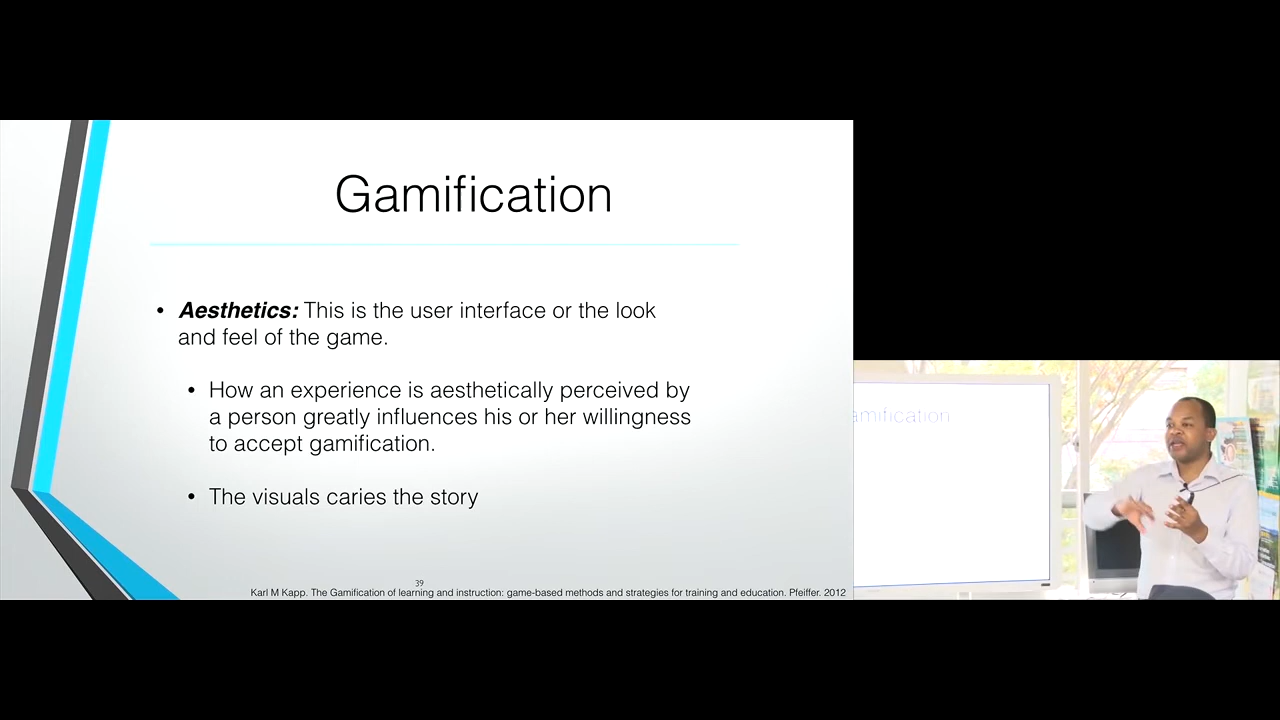 Gamification
• Aesthetics: This is the user interface or the look
and feel of the game.
• How an experience is aesthetically perceived by
a person greatly influences his or her willingness
to accept gamification.
• The visuals caries the story
39
Karl M Kapp. The Gamification of learning and instruction: game-based methods and strategies for training and education. Pfeiffer. 2012
amification